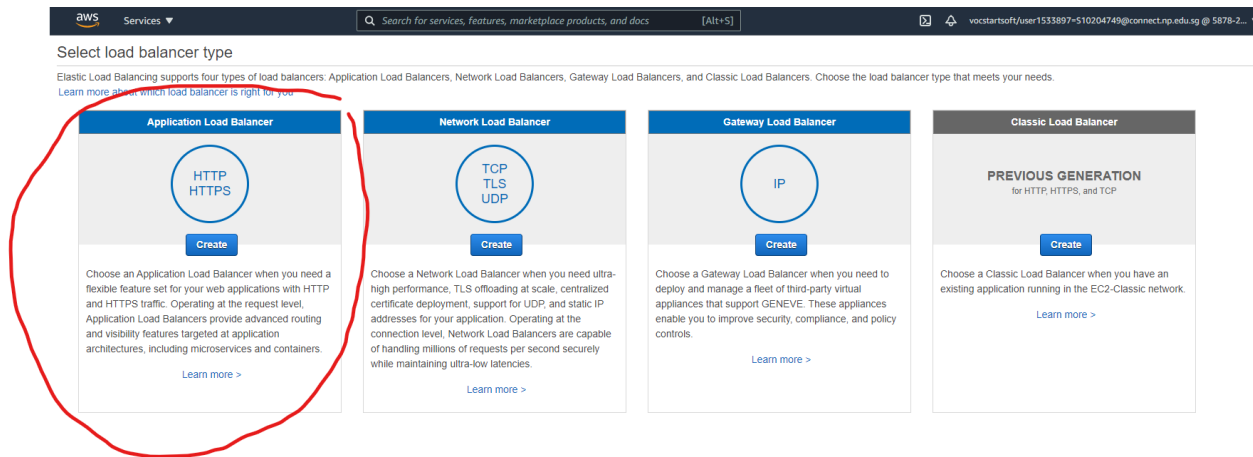 aws Services ▼ Search for services, features, marketplace products, and docs [Alt+S] vocstartsoft/user1533897=S10204749@connect.np.edu.sg @ 5878-2...
Select load balancer type
Elastic Load Balancing supports four types of load balancers: Application Load Balancers, Network Load Balancers, Gateway Load Balancers, and Classic Load Balancers. Choose the load balancer type that meets your needs.
Learn more about which load balancer is right for you
Application Load Balancer
HTTP
HTTPS
Create
Choose an Application Load Balancer when you need a
flexible feature set for your web applications with HTTP
and HTTPS traffic. Operating at the request level,
Application Load Balancers provide advanced routing
and visibility features targeted at application
architectures, including microservices and containers.
Learn more >
Network Load Balancer
TCP
TLS
UDP
Create
Choose a Network Load Balancer when you need ultra-
high performance, TLS offloading at scale, centralized
certificate deployment, support for UDP, and static IP
addresses for your application. Operating at the
connection level, Network Load Balancers are capable
of handling millions of requests per second securely
while maintaining ultra-low latencies.
Learn more >
Gateway Load Balancer
IP
Create
Choose a Gateway Load Balancer when you need to
deploy and manage a fleet of third-party virtual
appliances that support GENEVE. These appliances
enable you to improve security, compliance, and policy
controls.
Learn more >
Classic Load Balancer
PREVIOUS GENERATION
for HTTP, HTTPS, and TCP
Create
Choose a Classic Load Balancer when you have an
existing application running in the EC2-Classic network.
Learn more >